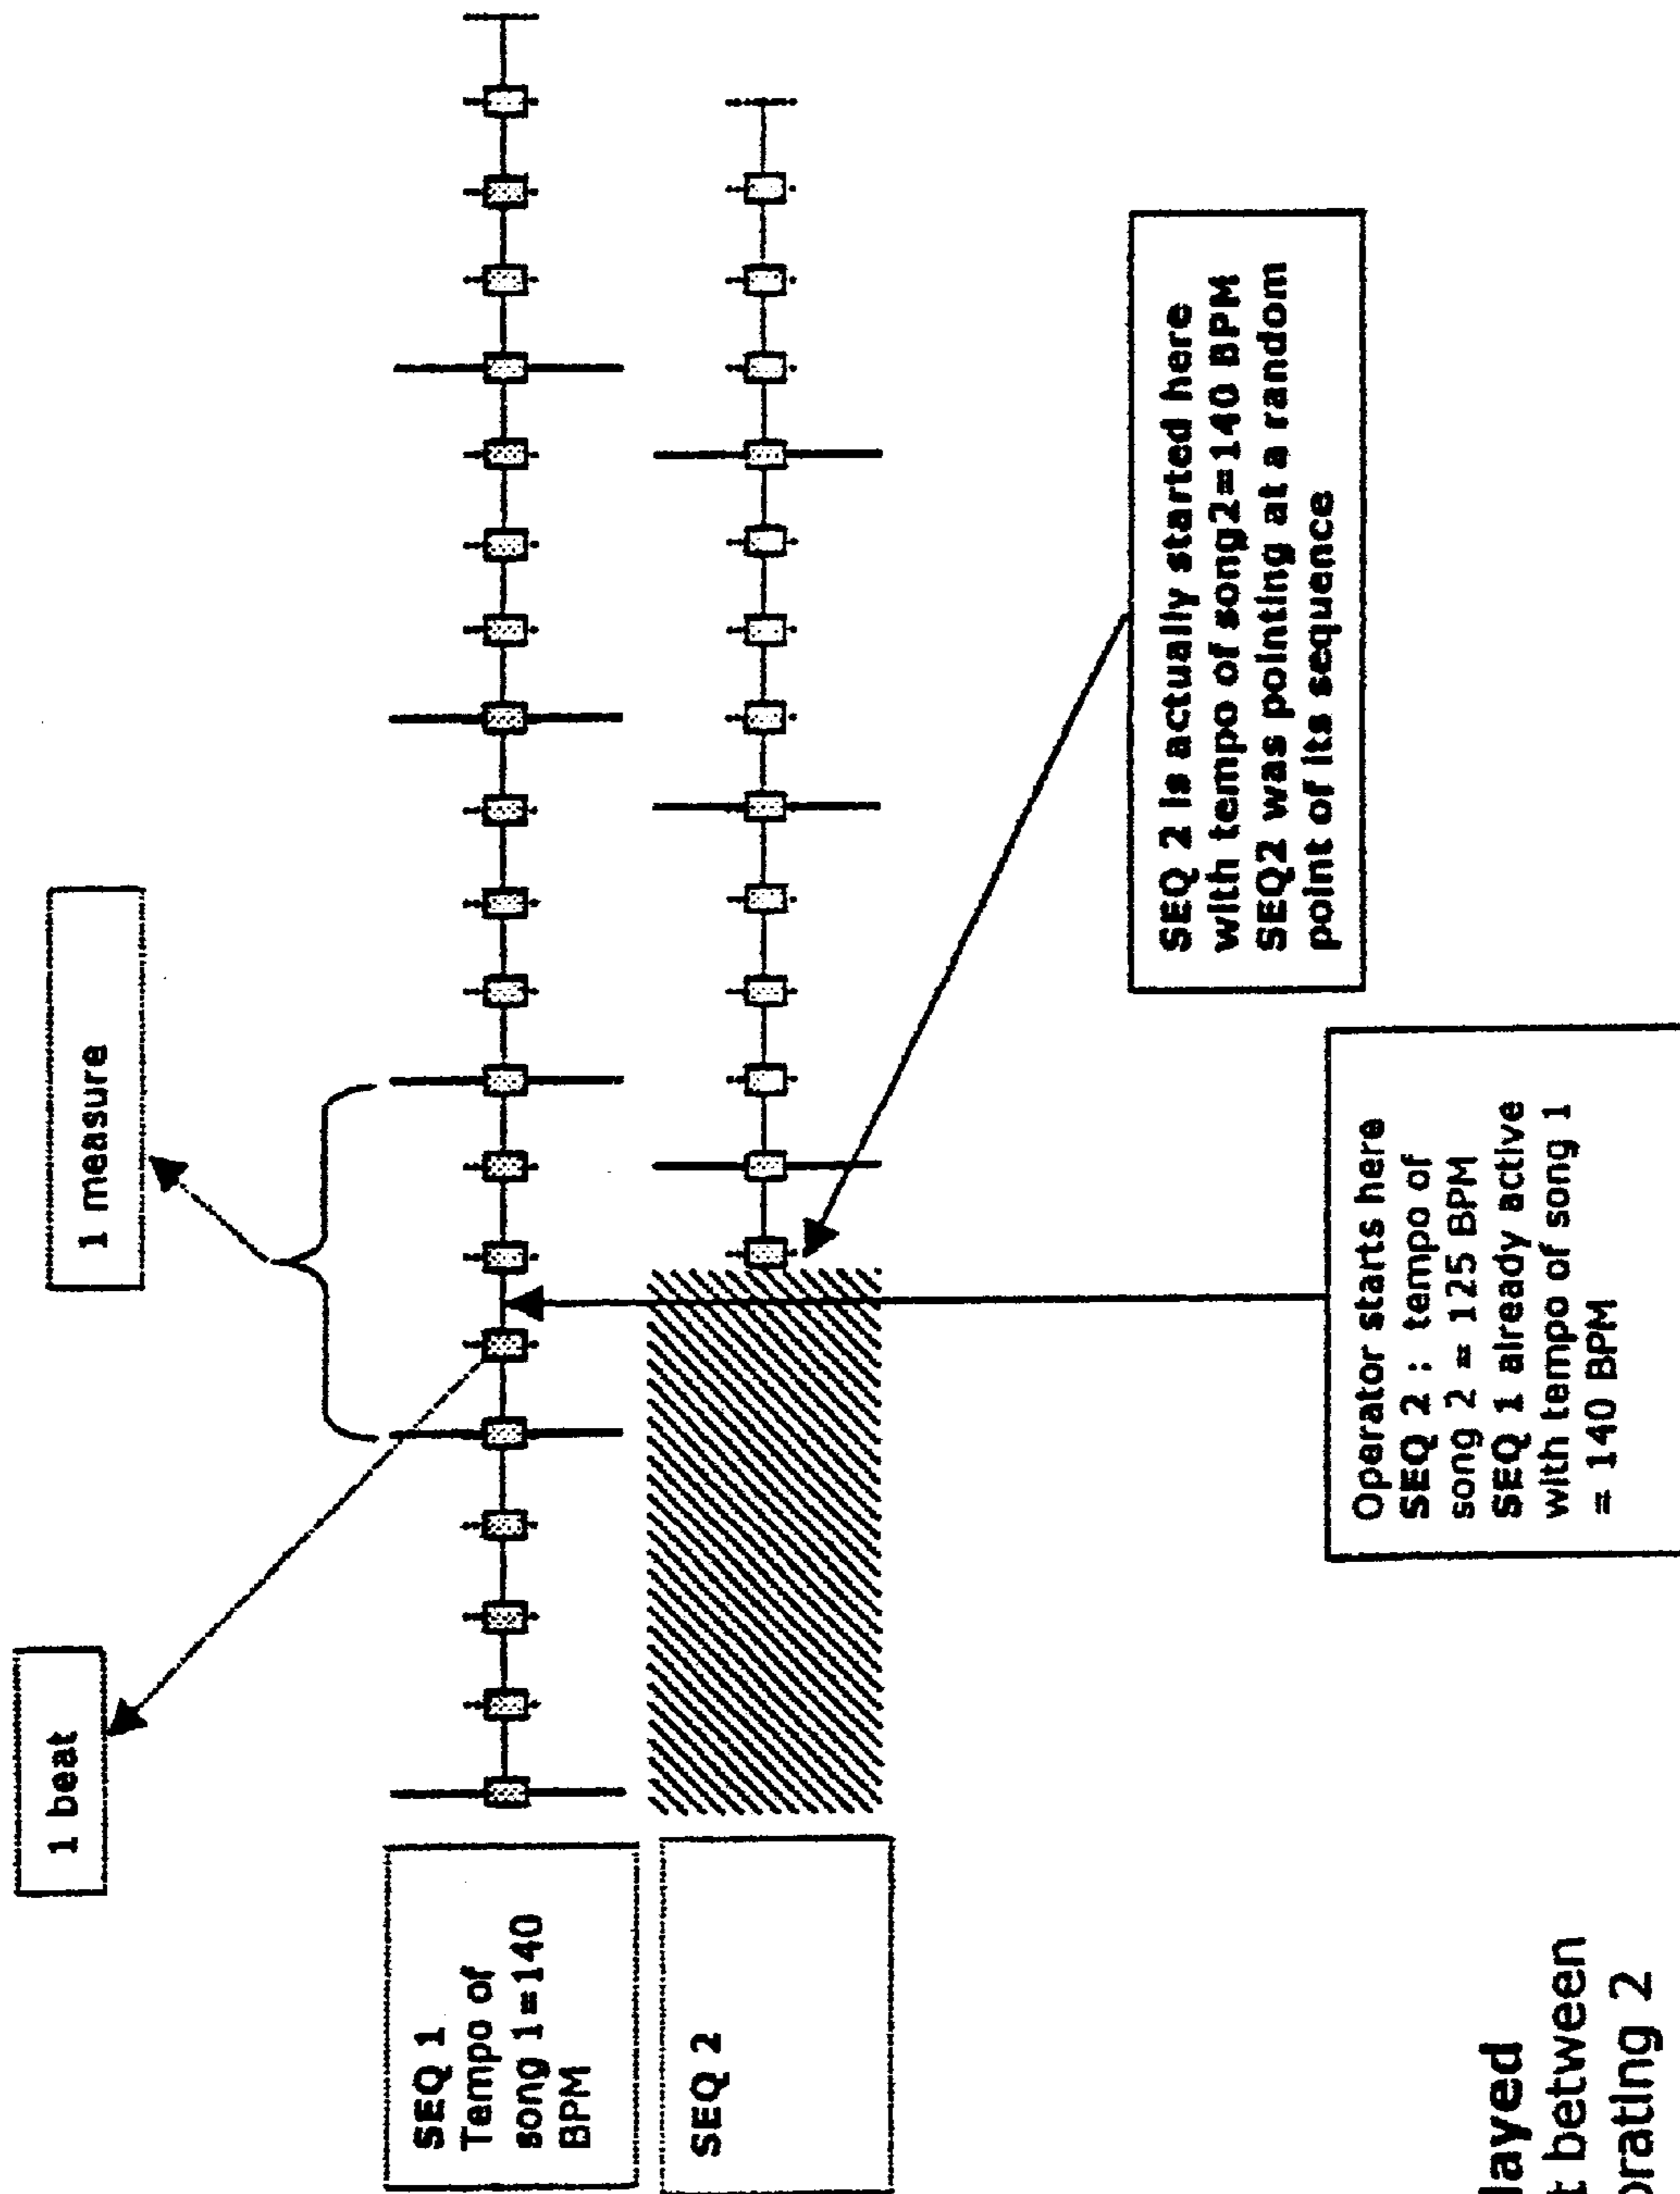 1 beat
1 measure
SEQ 1
Tempo of
song 1=140
BPM
SEQ 2
SEQ 2 is actually started here
with tempo of song2=140 BPM
SEQ2 was pointing at a random
point of its sequence
Operator starts here
SEQ 2 : tempo of
song 2 = 125 BPM
SEQ 1 already active
with tempo of song 1
= 140 BPM
layed
t between
orating 2